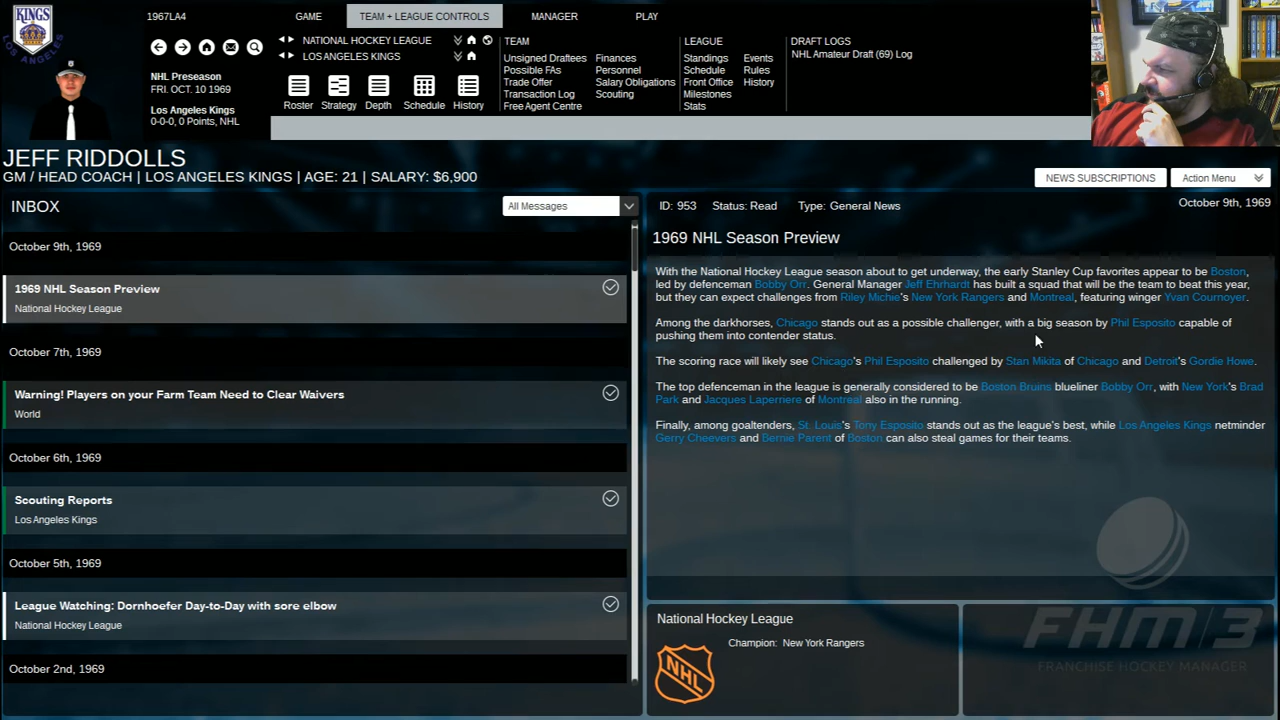 KINGS
LOS ANGELES
1967LA4
GAME
TEAM + LEAGUE CONTROLS
MANAGER
PLAY
NHL Preseason
FRI. OCT. 10 1969
Los Angeles Kings
0-0-0, 0 Points, NHL
NATIONAL HOCKEY LEAGUE
LOS ANGELES KINGS
Roster
Strategy
Depth
Schedule
History
TEAM
Unsigned Draftees
Possible FAs
Trade Offer
Transaction Log
Free Agent Centre
Finances
Personnel
Salary Obligations
Scouting
LEAGUE
Standings
Schedule
Front Office
Milestones
Stats
Events
Rules
History
DRAFT LOGS
NHL Amateur Draft (69) Log
JEFF RIDDOLLS
GM / HEAD COACH | LOS ANGELES KINGS | AGE: 21 | SALARY: $6,900
NEWS SUBSCRIPTIONS
Action Menu
INBOX
All Messages
October 9th, 1969
1969 NHL Season Preview
National Hockey League
October 7th, 1969
Warning! Players on your Farm Team Need to Clear Waivers
World
October 6th, 1969
Scouting Reports
Los Angeles Kings
October 5th, 1969
League Watching: Dornhoefer Day-to-Day with sore elbow
National Hockey League
October 2nd, 1969
ID: 953 Status: Read Type: General News
October 9th, 1969
1969 NHL Season Preview
With the National Hockey League season about to get underway, the early Stanley Cup favorites appear to be Boston,
led by defenceman Bobby Orr. General Manager Jeff Ehrhardt has built a squad that will be the team to beat this year,
but they can expect challenges from Riley Michie's New York Rangers and Montreal, featuring winger Yvan Cournoyer.
Among the darkhorses, Chicago stands out as a possible challenger, with a big season by Phil Esposito capable of
pushing them into contender status.
The scoring race will likely see Chicago's Phil Esposito challenged by Stan Mikita of Chicago and Detroit's Gordie Howe.
The top defenceman in the league is generally considered to be Boston Bruins blueliner Bobby Orr, with New York's Brad
Park and Jacques Laperriere of Montreal also in the running.
Finally, among goaltenders, St. Louis's Tony Esposito stands out as the league's best, while Los Angeles Kings netminder
Gerry Cheevers and Bernie Parent of Boston can also steal games for their teams.
National Hockey League
Champion: New York Rangers
NHL
FHM/3
FRANCHISE HOCKEY MANAGER